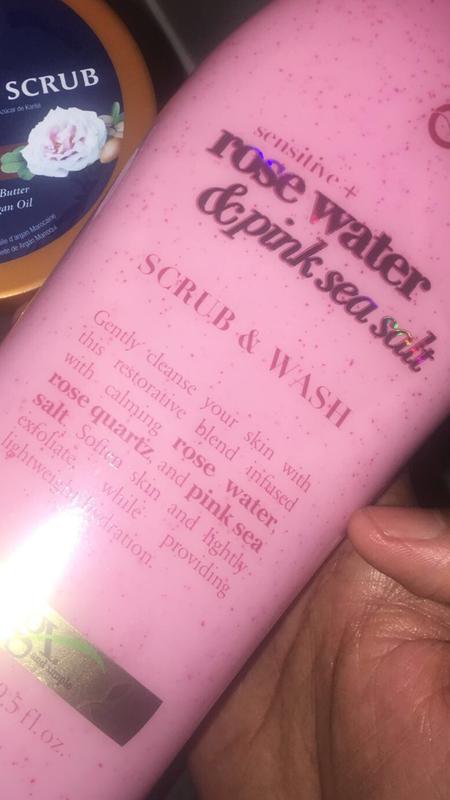 SCRUB
Butter
Oil
sensitive +
rose water
& pink sea salt
SCRUB & WASH
Gently cleanse your skin with
this restorative blend infused
with calming rose water,
rose quartz, and pink sea
salt. Soften skin and lightly
exfoliate while providing
lightweight hydration.
fl.oz.